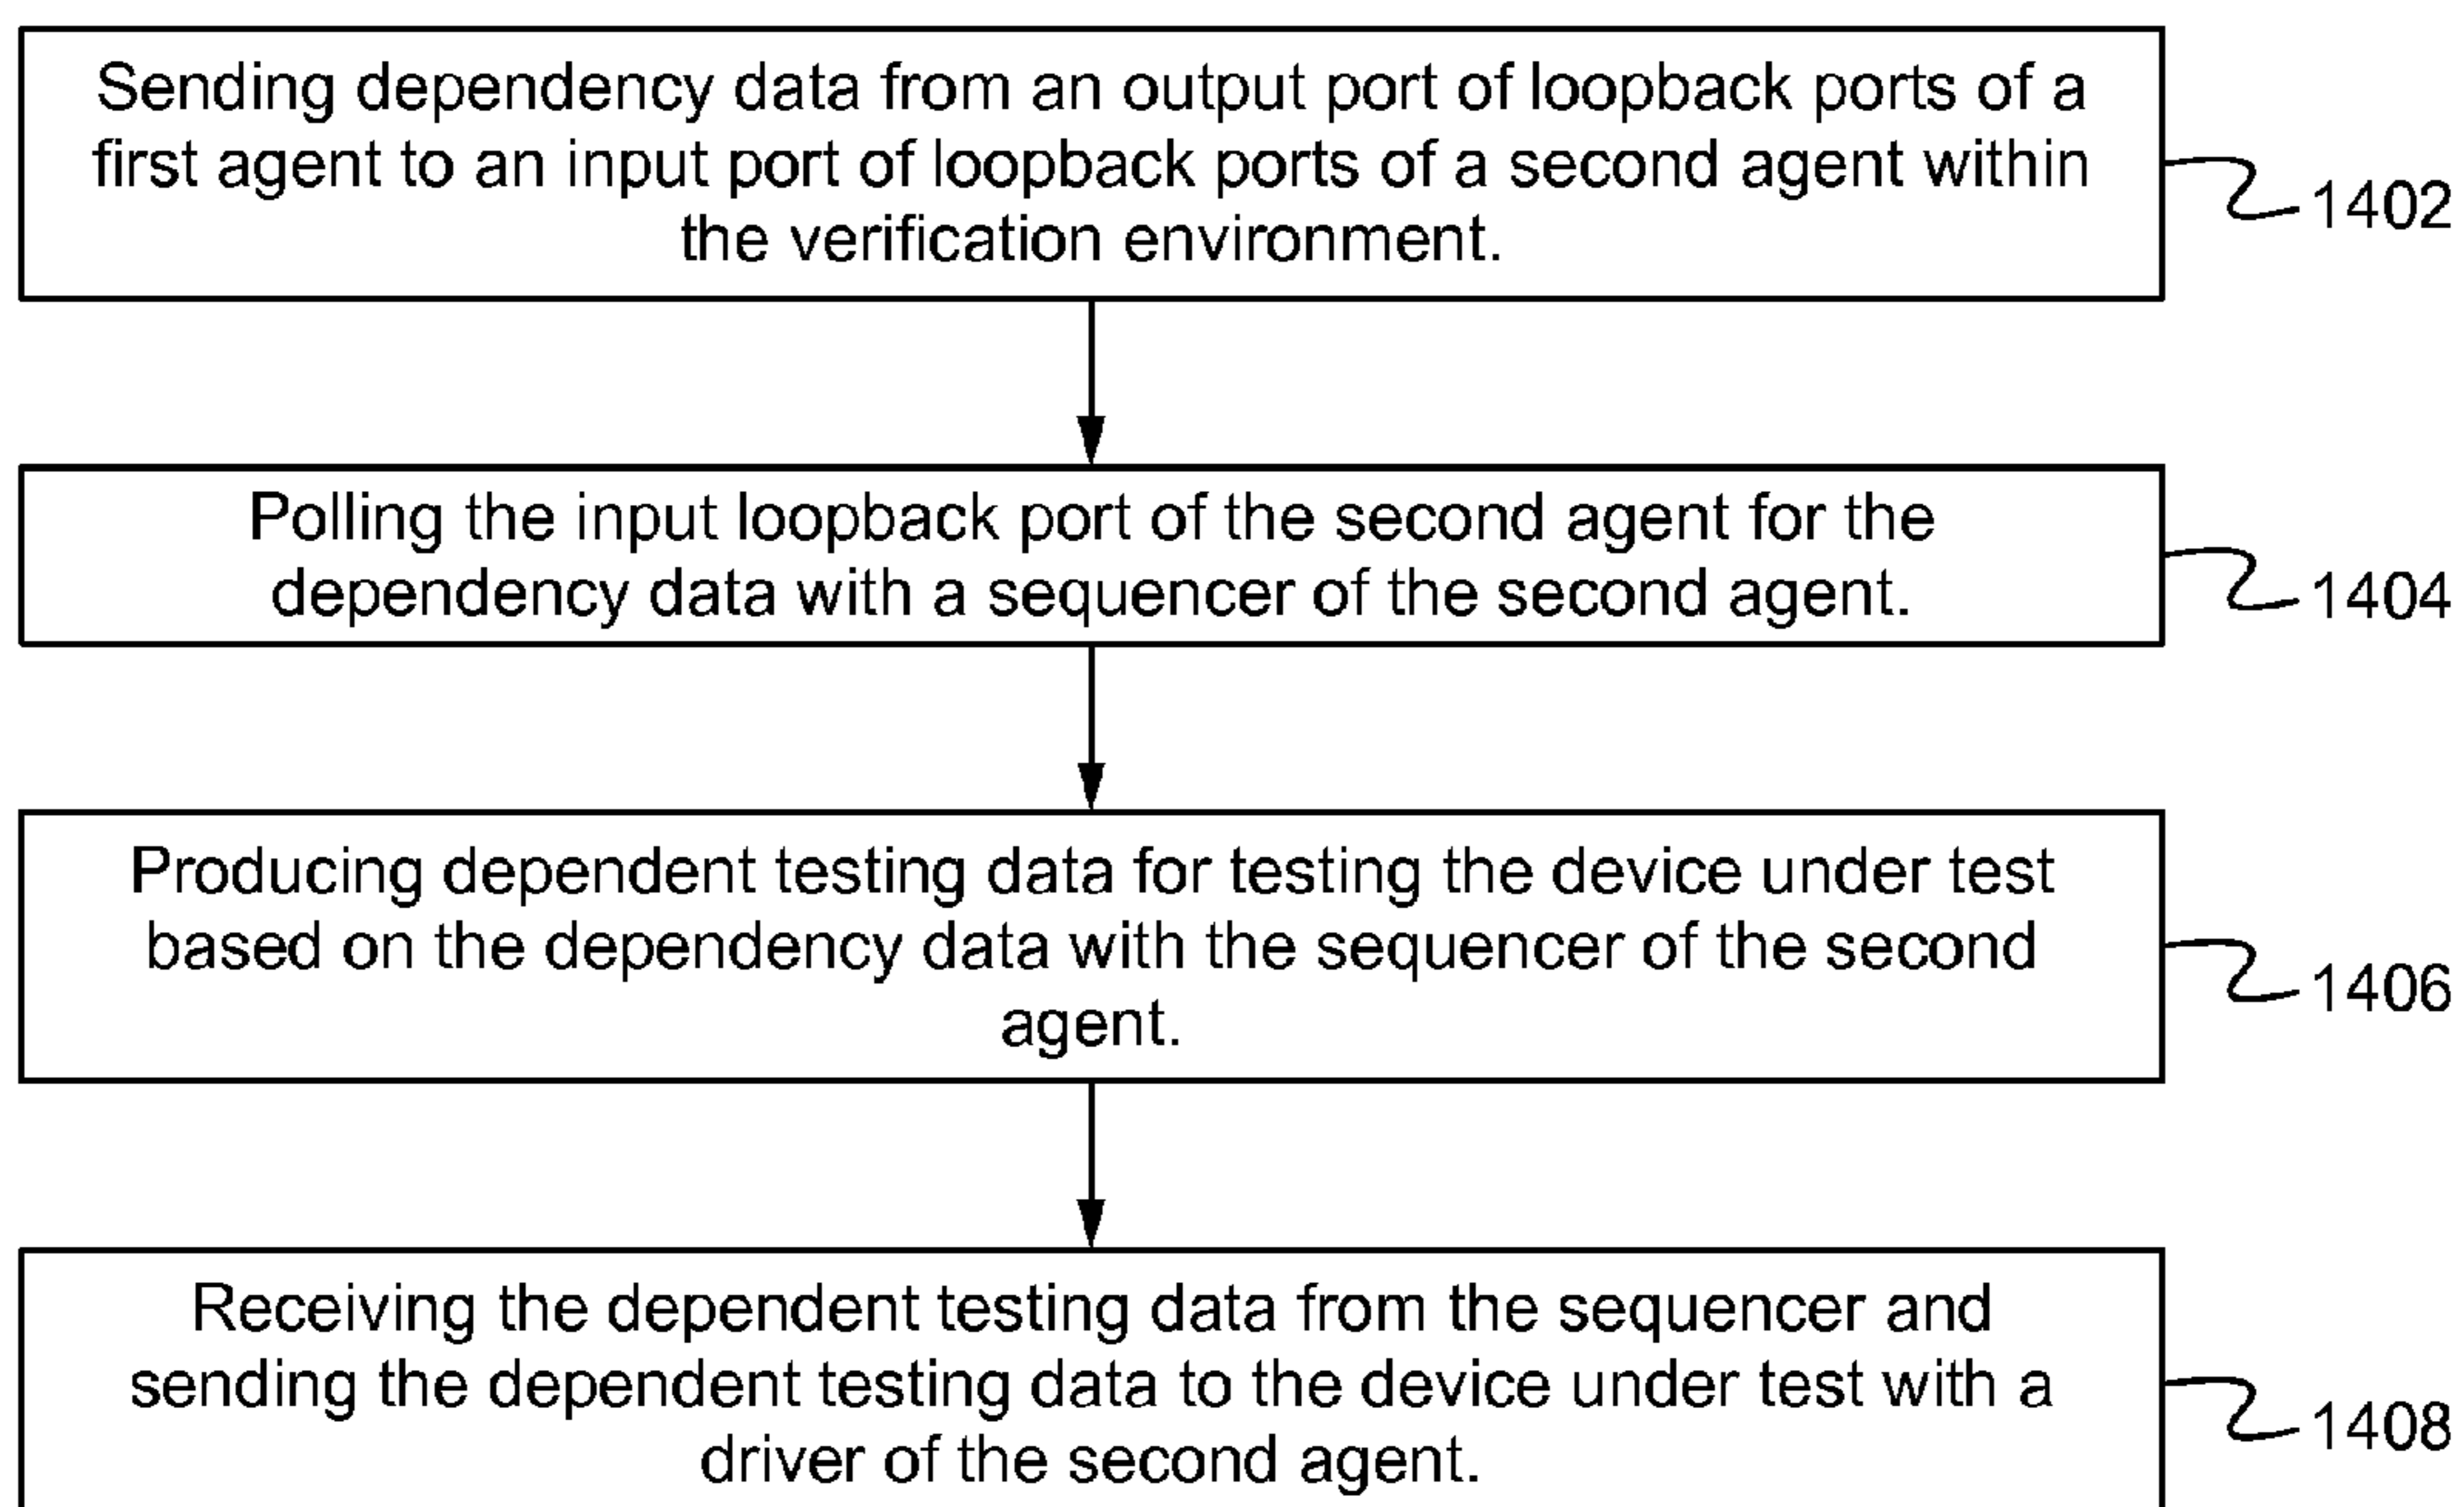 Sending dependency data from an output port of loopback ports of a
first agent to an input port of loopback ports of a second agent within
the verification environment.
1402
Polling the input loopback port of the second agent for the
dependency data with a sequencer of the second agent.
1404
Producing dependent testing data for testing the device under test
based on the dependency data with the sequencer of the second
agent.
1406
Receiving the dependent testing data from the sequencer and
sending the dependent testing data to the device under test with a
driver of the second agent.
1408